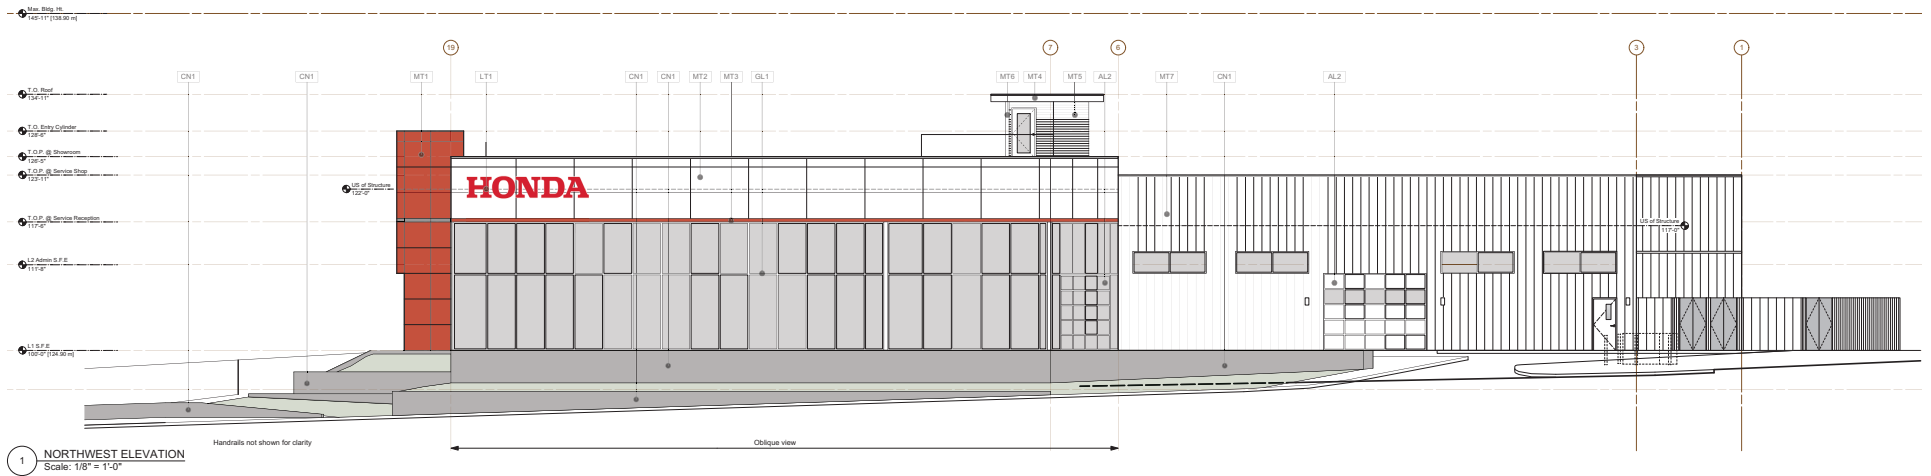 Max. Bldg. Ht.
145'-11" [138.90 m]
19
7
6
3
1
CN1
CN1
MT1
LT1
CN1
CN1
MT2
MT3
GL1
MT6
MT4
MT5
AL2
MT7
CN1
AL2
T.O. Roof
134'-11"
T.O. Entry Cylinder
128'-6"
T.O.P. @ Showroom
126'-5"
T.O.P. @ Service Shop
123'-11"
US of Structure
122'-0"
HONDA
T.O.P. @ Service Reception
117'-6"
US of Structure
117'-0"
L2 Admin S.F.E
111'-8"
L1 S.F.E
100'-0" [124.90 m]
Handrails not shown for clarity
Oblique view
1
NORTHWEST ELEVATION
Scale: 1/8" = 1'-0"